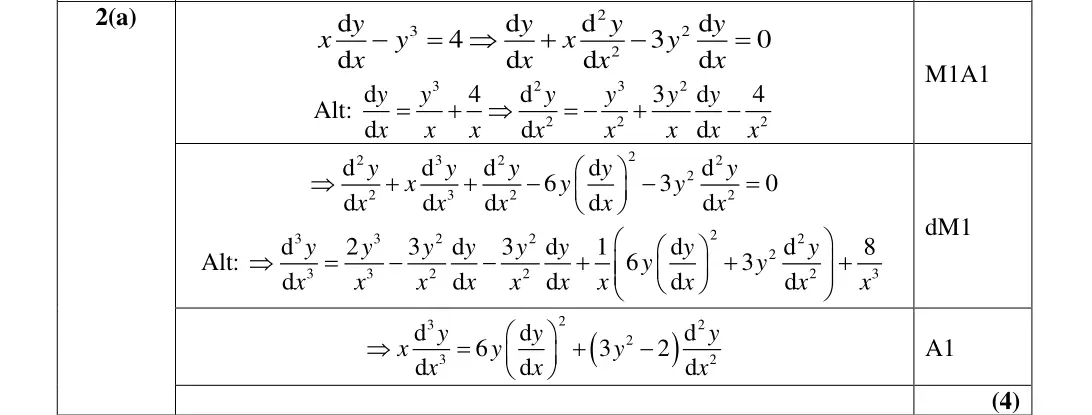 2(a)
x dy/dx − y³ = 4 ⇒ dy/dx + x d²y/dx² − 3y² dy/dx = 0
Alt: dy/dx = y³/x + 4/x ⇒ d²y/dx² = − y³/x² + 3y²/x dy/dx − 4/x²
M1A1
⇒ d²y/dx² + x d³y/dx³ + d²y/dx² − 6y (dy/dx)² − 3y² d²y/dx² = 0
Alt: ⇒ d³y/dx³ = 2y³/x³ − 3y²/x² dy/dx − 3y²/x² dy/dx + 1/x (6y (dy/dx)² + 3y² d²y/dx²) + 8/x³
dM1
⇒ x d³y/dx³ = 6y (dy/dx)² + (3y² − 2) d²y/dx²
A1
(4)